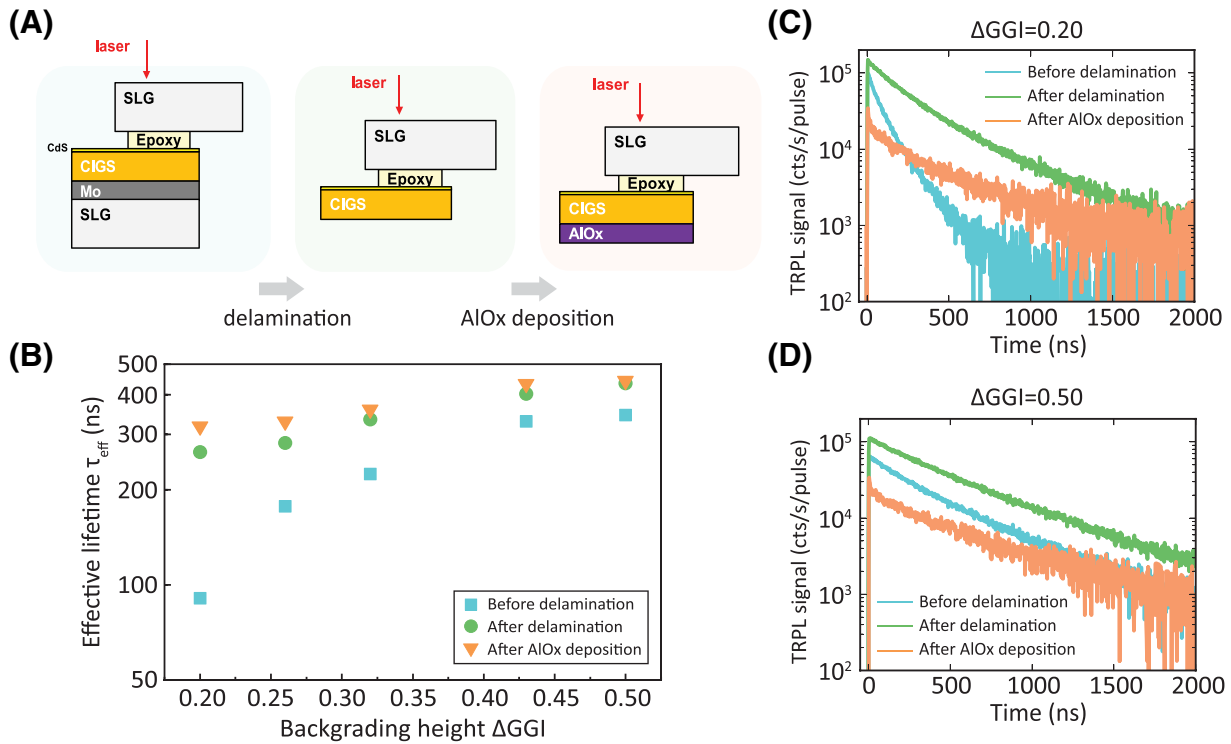 (A)
laser
SLG
Epoxy
CdS
CIGS
Mo
SLG
laser
SLG
Epoxy
CIGS
laser
SLG
Epoxy
CIGS
AlOx
delamination
AlOx deposition
(B)
Effective lifetime τeff (ns)
500
400
300
200
100
50
0.20 0.25 0.30 0.35 0.40 0.45 0.50
Backgrading height ΔGGI
Before delamination
After delamination
After AlOx deposition
(C)
ΔGGI=0.20
TRPL signal (cts/s/pulse)
10⁵
10⁴
10³
10²
Before delamination
After delamination
After AlOx deposition
0 500 1000 1500 2000
Time (ns)
(D)
ΔGGI=0.50
TRPL signal (cts/s/pulse)
10⁵
10⁴
10³
10²
Before delamination
After delamination
After AlOx deposition
0 500 1000 1500 2000
Time (ns)